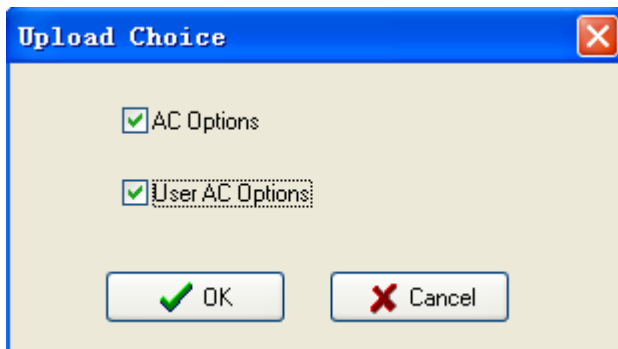 Upload Choice
AC Options
User AC Options
OK Cancel